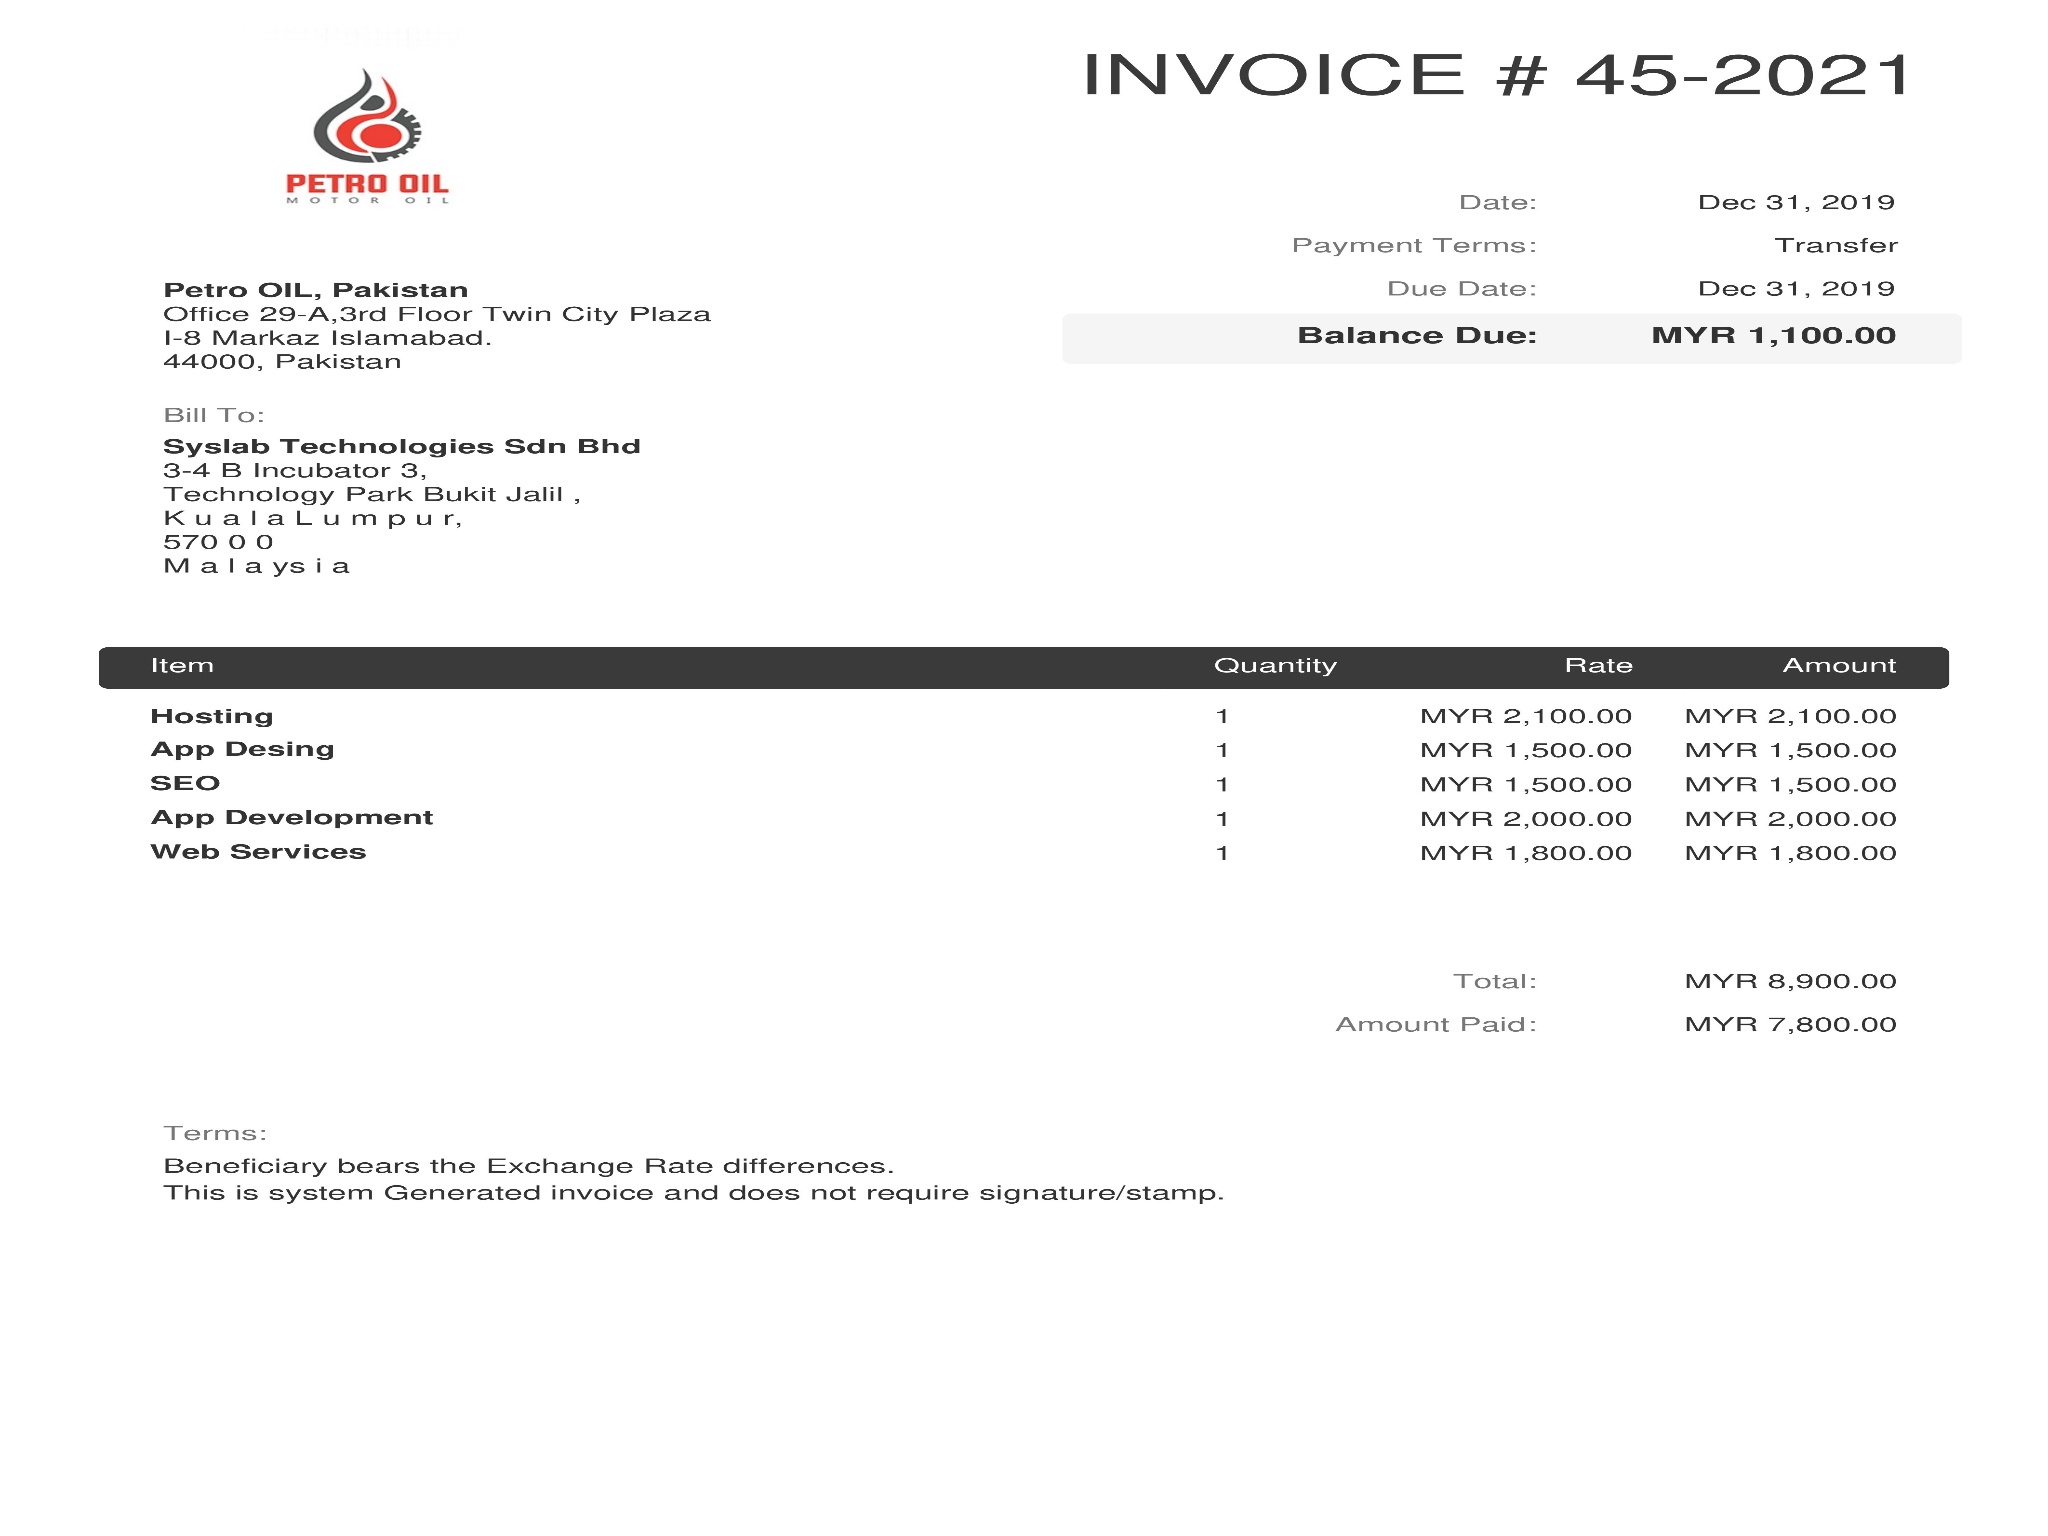 PETRO OIL
MOTOR OIL
INVOICE # 45-2021
Date: Dec 31, 2019
Payment Terms: Transfer
Due Date: Dec 31, 2019
Balance Due: MYR 1,100.00
Petro OIL, Pakistan
Office 29-A,3rd Floor Twin City Plaza
I-8 Markaz Islamabad.
44000, Pakistan
Bill To:
Syslab Technologies Sdn Bhd
3-4 B Incubator 3,
Technology Park Bukit Jalil ,
K u a l a L u m p u r,
570 0 0
M a l a ys i a
Item Quantity Rate Amount
Hosting 1 MYR 2,100.00 MYR 2,100.00
App Desing 1 MYR 1,500.00 MYR 1,500.00
SEO 1 MYR 1,500.00 MYR 1,500.00
App Development 1 MYR 2,000.00 MYR 2,000.00
Web Services 1 MYR 1,800.00 MYR 1,800.00
Total: MYR 8,900.00
Amount Paid: MYR 7,800.00
Terms:
Beneficiary bears the Exchange Rate differences.
This is system Generated invoice and does not require signature/stamp.